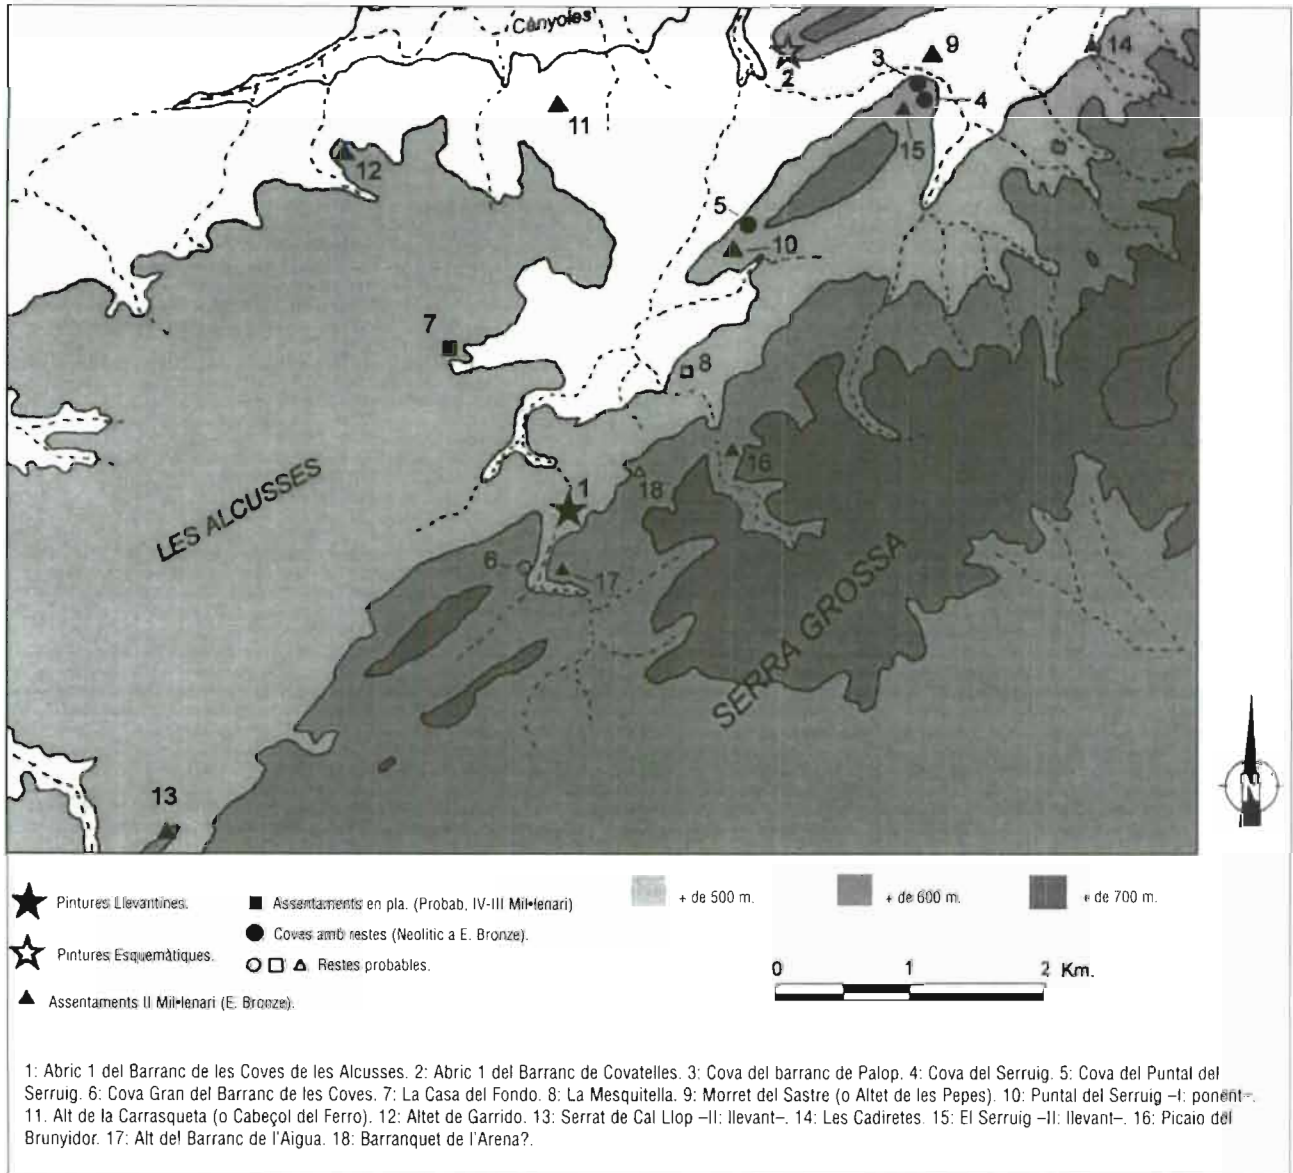 Cànyoles
9
14
3
2
4
11
15
12
5
10
7
8
16
18
1
LES ALCUSSES
6
17
SERRA GROSSA
13
N
Pintures Llevantines.
Assentaments en pla. (Probab, IV-III Mil•lenari)
+ de 500 m.
+ de 600 m.
+ de 700 m.
Coves amb restes (Neolític a E. Bronze).
Pintures Esquemàtiques.
Restes probables.
0 1 2 Km.
Assentaments II Mil•lenari (E. Bronze).
1: Abric 1 del Barranc de les Coves de les Alcusses. 2: Abric 1 del Barranc de Covatelles. 3: Cova del barranc de Palop. 4: Cova del Serruig. 5: Cova del Puntal del
Serruig. 6: Cova Gran del Barranc de les Coves. 7: La Casa del Fondo. 8: La Mesquitella. 9: Morret del Sastre (o Altet de les Pepes). 10: Puntal del Serruig –I: ponent–.
11. Alt de la Carrasqueta (o Cabeçol del Ferro). 12: Altet de Garrido. 13: Serrat de Cal Llop –II: llevant–. 14: Les Cadiretes. 15: El Serruig –II: llevant–. 16: Picaio del
Brunyidor. 17: Alt del Barranc de l'Aigua. 18: Barranquet de l'Arena?.